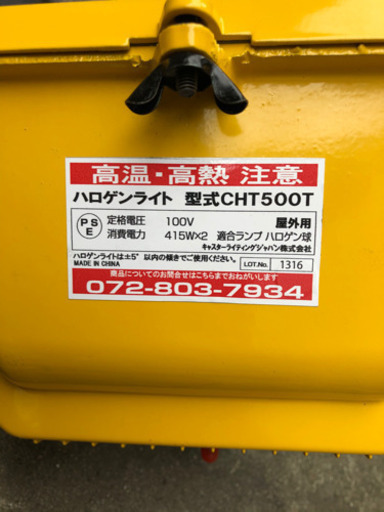 高温・高熱 注意
ハロゲンライト 型式CHT500T
PS
E
定格電圧 100V 屋外用
消費電力 415W×2 適合ランプ ハロゲン球
キャスターライティングジャパン株式会社
ハロゲンライトは±5°以内の傾きでご使用ください。
MADE IN CHINA
LOT.No. 1316
商品についてのお問合せはこちらまでおねがいします
072-803-7934